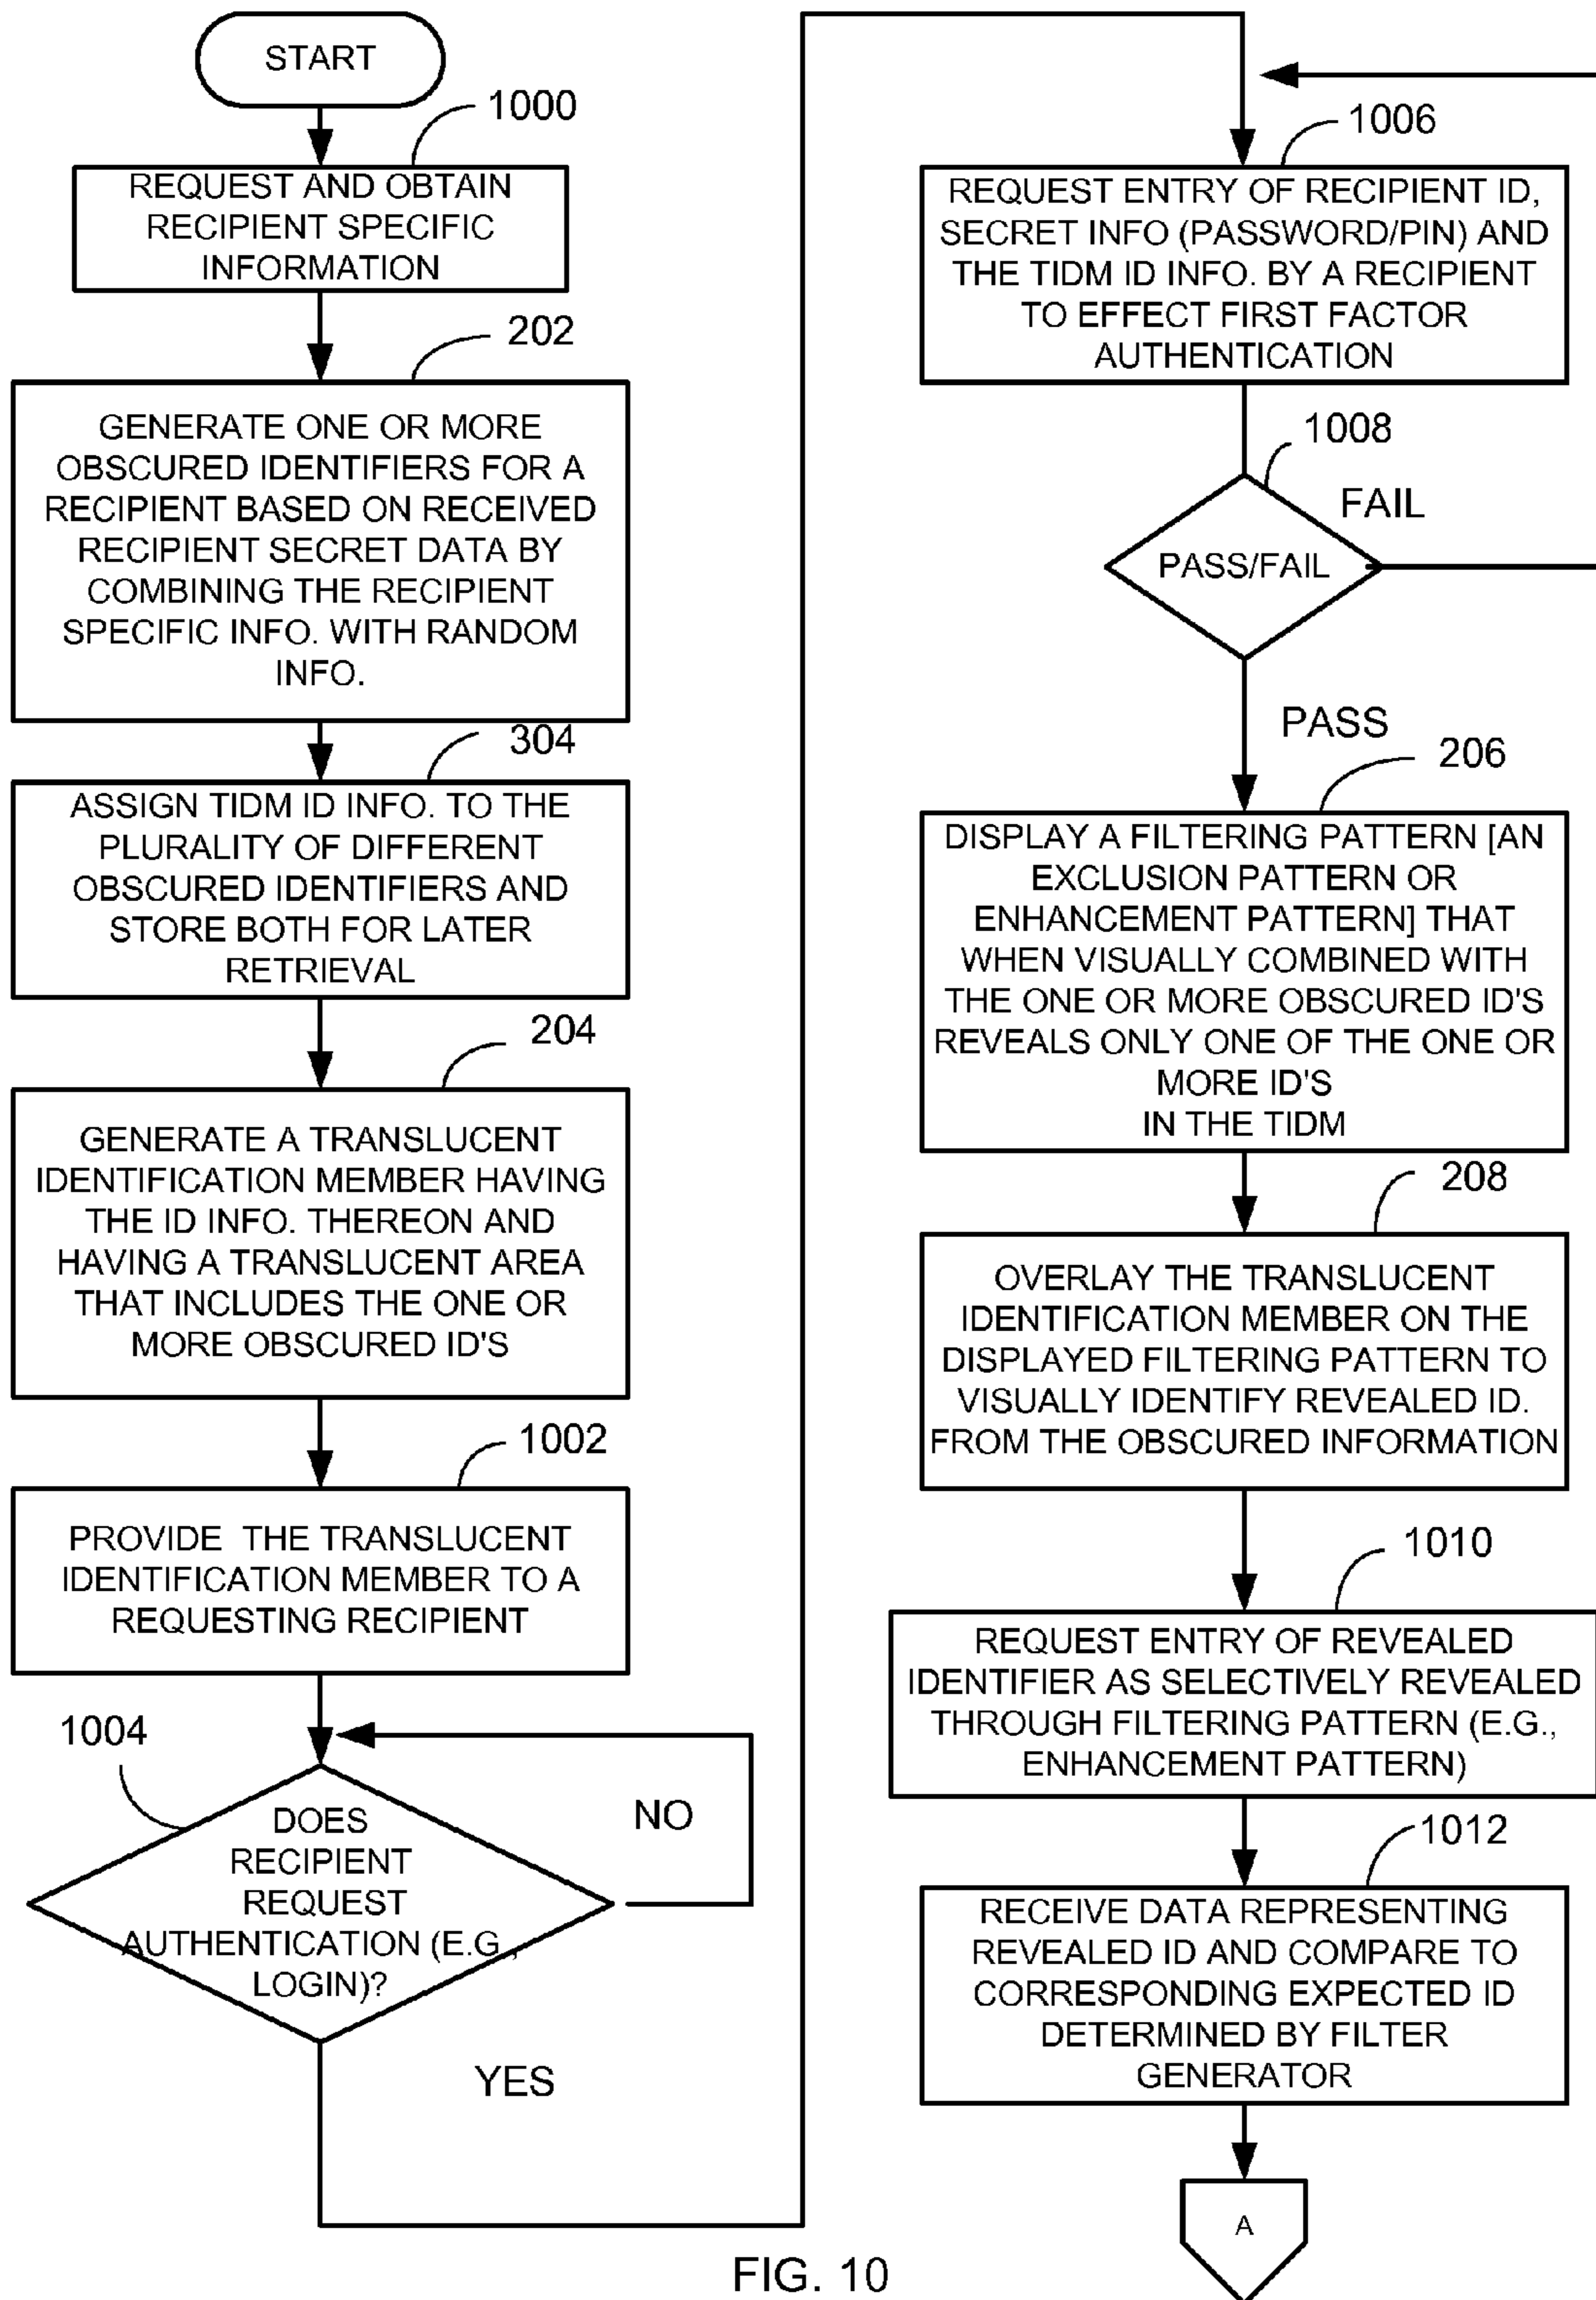 START
1000
REQUEST AND OBTAIN
RECIPIENT SPECIFIC
INFORMATION
202
GENERATE ONE OR MORE
OBSCURED IDENTIFIERS FOR A
RECIPIENT BASED ON RECEIVED
RECIPIENT SECRET DATA BY
COMBINING THE RECIPIENT
SPECIFIC INFO. WITH RANDOM
INFO.
304
ASSIGN TIDM ID INFO. TO THE
PLURALITY OF DIFFERENT
OBSCURED IDENTIFIERS AND
STORE BOTH FOR LATER
RETRIEVAL
204
GENERATE A TRANSLUCENT
IDENTIFICATION MEMBER HAVING
THE ID INFO. THEREON AND
HAVING A TRANSLUCENT AREA
THAT INCLUDES THE ONE OR
MORE OBSCURED ID'S
1002
PROVIDE THE TRANSLUCENT
IDENTIFICATION MEMBER TO A
REQUESTING RECIPIENT
1004
DOES
RECIPIENT
REQUEST
AUTHENTICATION (E.G.,
LOGIN)?
NO
YES
1006
REQUEST ENTRY OF RECIPIENT ID,
SECRET INFO (PASSWORD/PIN) AND
THE TIDM ID INFO. BY A RECIPIENT
TO EFFECT FIRST FACTOR
AUTHENTICATION
1008
FAIL
PASS/FAIL
PASS
206
DISPLAY A FILTERING PATTERN [AN
EXCLUSION PATTERN OR
ENHANCEMENT PATTERN] THAT
WHEN VISUALLY COMBINED WITH
THE ONE OR MORE OBSCURED ID'S
REVEALS ONLY ONE OF THE ONE OR
MORE ID'S
IN THE TIDM
208
OVERLAY THE TRANSLUCENT
IDENTIFICATION MEMBER ON THE
DISPLAYED FILTERING PATTERN TO
VISUALLY IDENTIFY REVEALED ID.
FROM THE OBSCURED INFORMATION
1010
REQUEST ENTRY OF REVEALED
IDENTIFIER AS SELECTIVELY REVEALED
THROUGH FILTERING PATTERN (E.G.,
ENHANCEMENT PATTERN)
1012
RECEIVE DATA REPRESENTING
REVEALED ID AND COMPARE TO
CORRESPONDING EXPECTED ID
DETERMINED BY FILTER
GENERATOR
A
FIG. 10